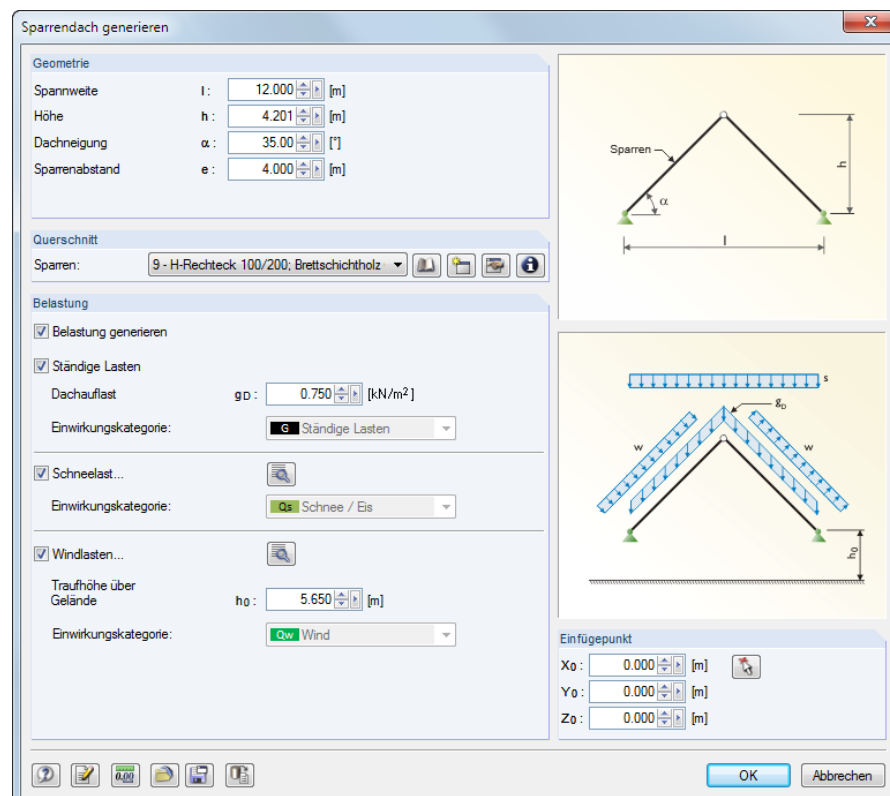 Sparrendach generieren
Geometrie
Spannweite l : 12.000 [m]
Höhe h : 4.201 [m]
Dachneigung α : 35.00 [°]
Sparrenabstand e : 4.000 [m]
Querschnitt
Sparren: 9 - H-Rechteck 100/200; Brettschichtholz
Belastung
Belastung generieren
Ständige Lasten
Dachauflast gD : 0.750 [kN/m²]
Einwirkungskategorie: G Ständige Lasten
Schneelast...
Einwirkungskategorie: Qs Schnee / Eis
Windlasten...
Traufhöhe über
Gelände h0 : 5.650 [m]
Einwirkungskategorie: Qw Wind
Sparren
α
h
l
s
gD
w
w
h0
Einfügepunkt
X0 : 0.000 [m]
Y0 : 0.000 [m]
Z0 : 0.000 [m]
0.00
OK
Abbrechen